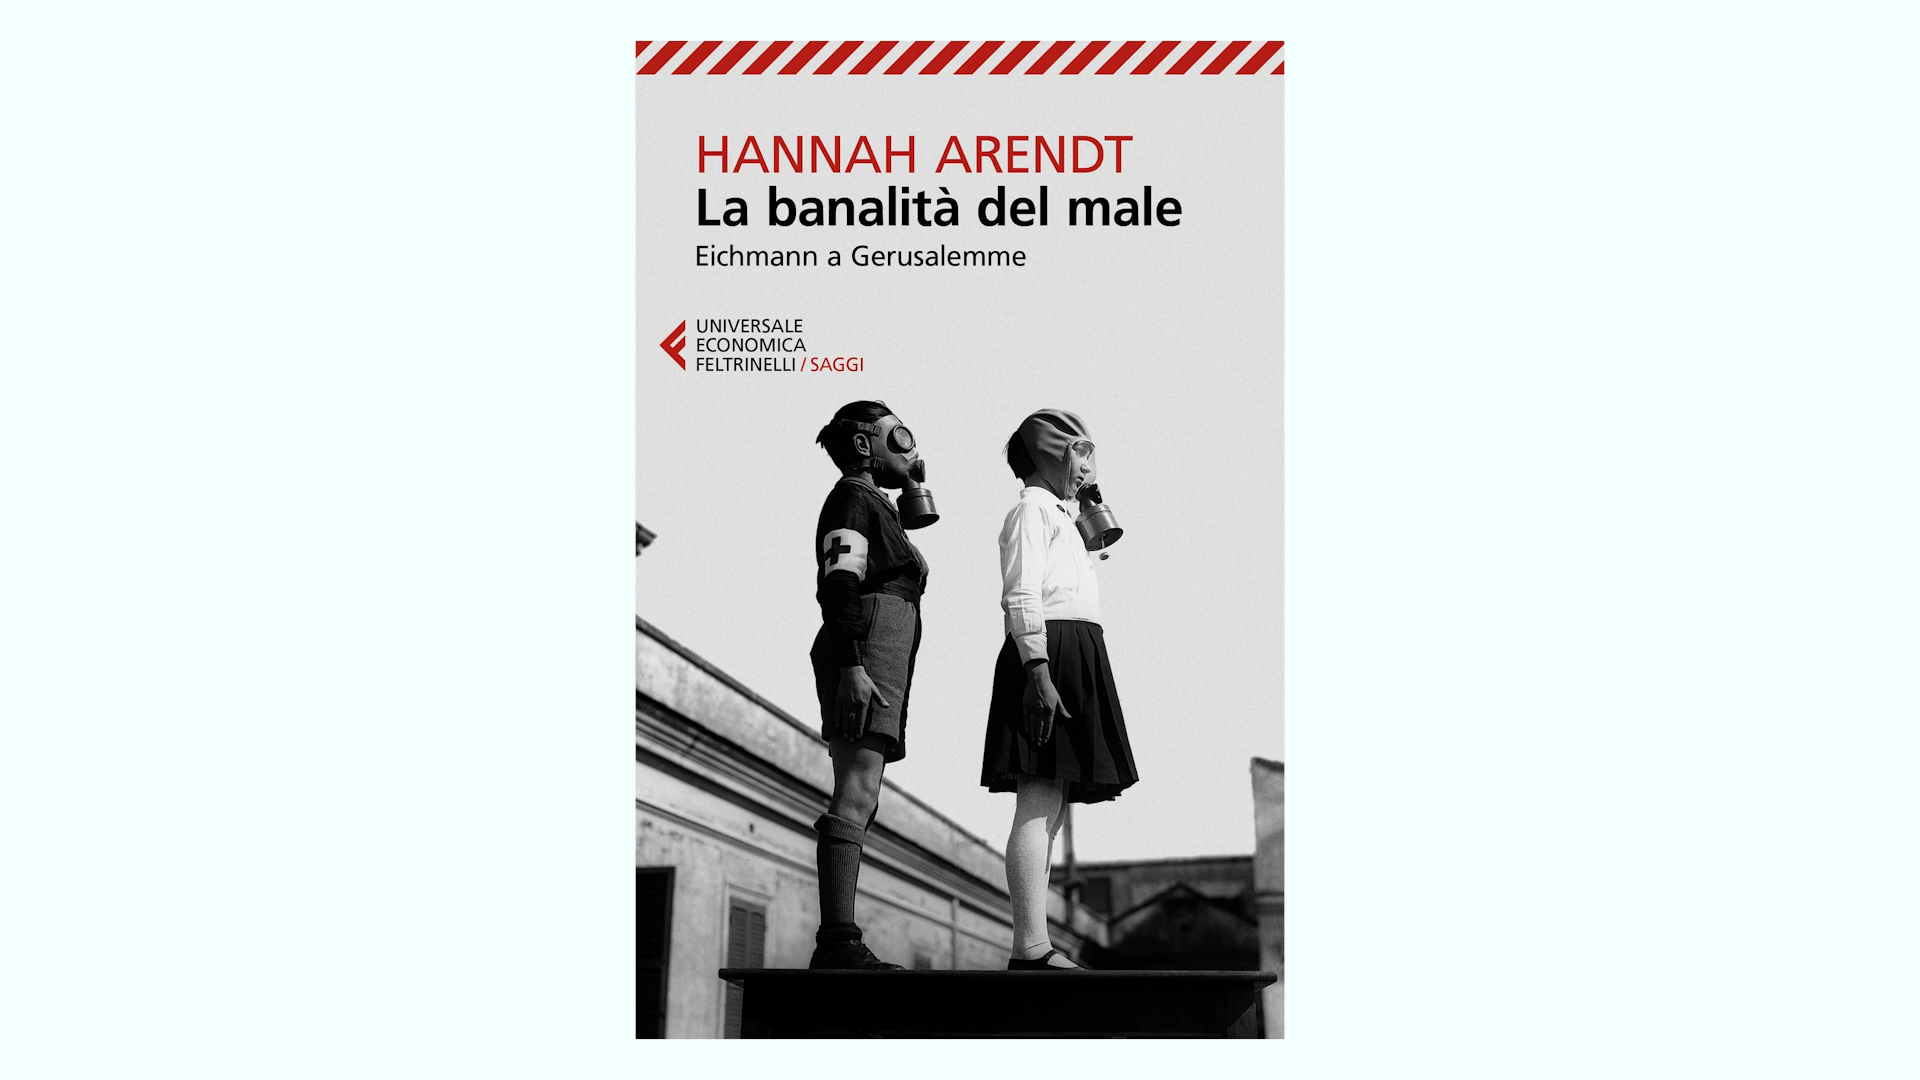 HANNAH ARENDT
La banalità del male
Eichmann a Gerusalemme
UNIVERSALE
ECONOMICA
FELTRINELLI / SAGGI